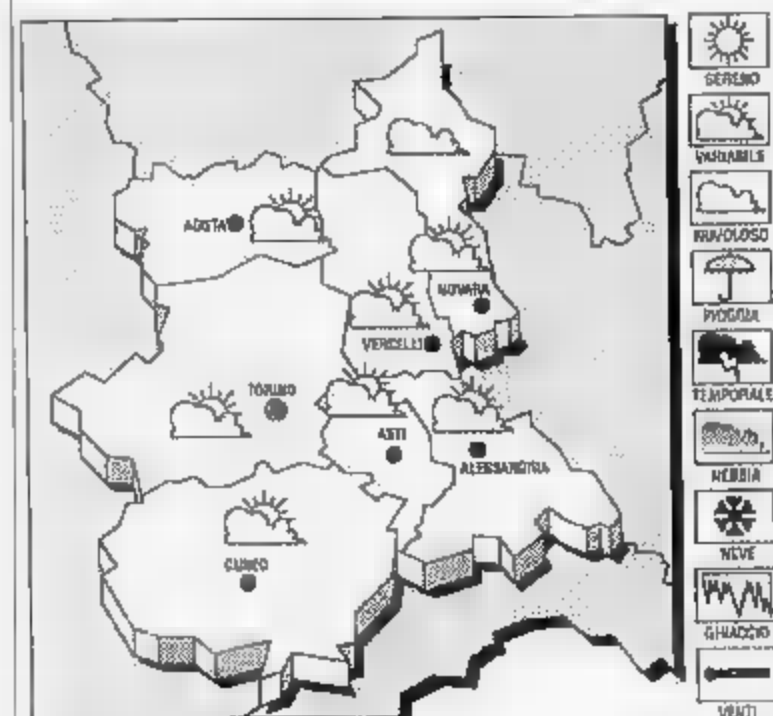 AOSTA
NOVARA
VERCELLI
TORINO
ASTI
ALESSANDRIA
CUNEO
SERENO
VARIABILE
NUVOLOSO
PIOGGIA
TEMPORALE
NEBBIA
NEVE
GHIACCIO
VENTI